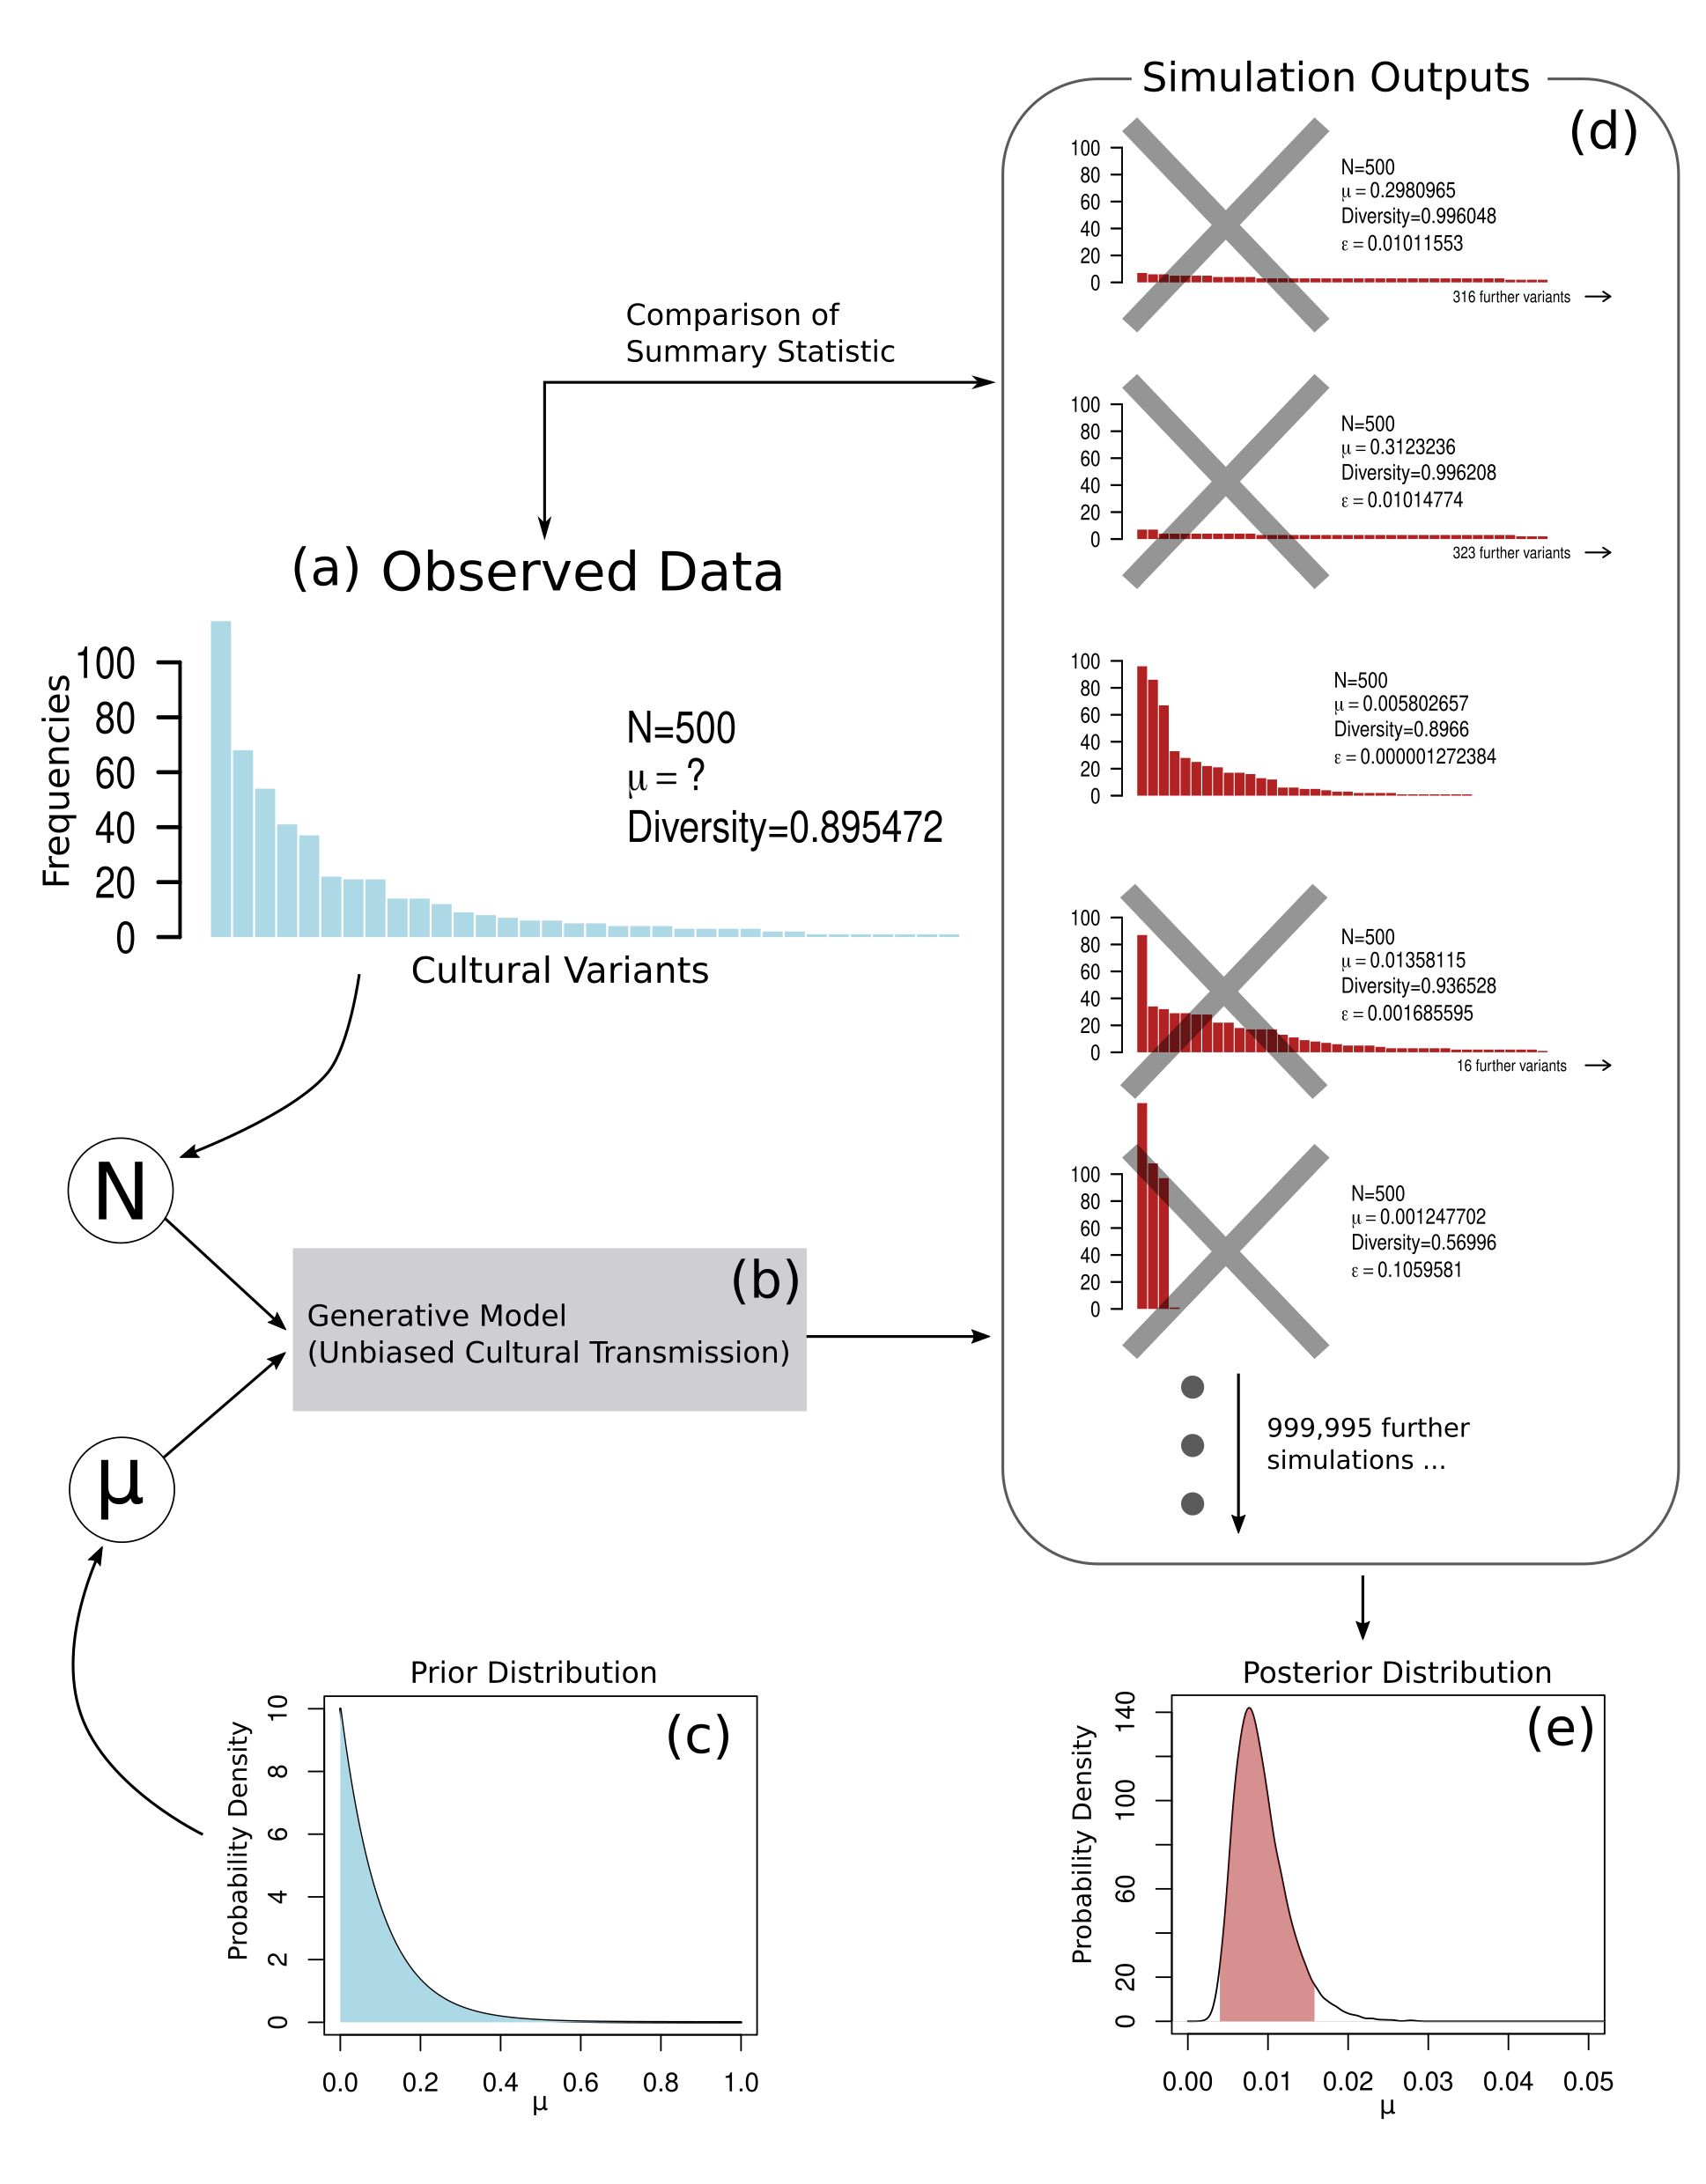 Simulation Outputs
(d)
100
80
60
40
20
0
N=500
μ = 0.2980965
Diversity=0.996048
ε = 0.01011553
316 further variants
100
80
60
40
20
0
N=500
μ = 0.3123236
Diversity=0.996208
ε = 0.01014774
323 further variants
100
80
60
40
20
0
N=500
μ = 0.005802657
Diversity=0.8966
ε = 0.000001272384
100
80
60
40
20
0
N=500
μ = 0.01358115
Diversity=0.936528
ε = 0.001685595
16 further variants
100
80
60
40
20
0
N=500
μ = 0.001247702
Diversity=0.56996
ε = 0.1059581
999,995 further
simulations ...
Comparison of
Summary Statistic
(a) Observed Data
Frequencies
100
80
60
40
20
0
N=500
μ = ?
Diversity=0.895472
Cultural Variants
N
μ
(b)
Generative Model
(Unbiased Cultural Transmission)
Prior Distribution
(c)
Probability Density
10
8
6
4
2
0
0.0 0.2 0.4 0.6 0.8 1.0
μ
Posterior Distribution
(e)
Probability Density
140
100
60
20
0
0.00 0.01 0.02 0.03 0.04 0.05
μ